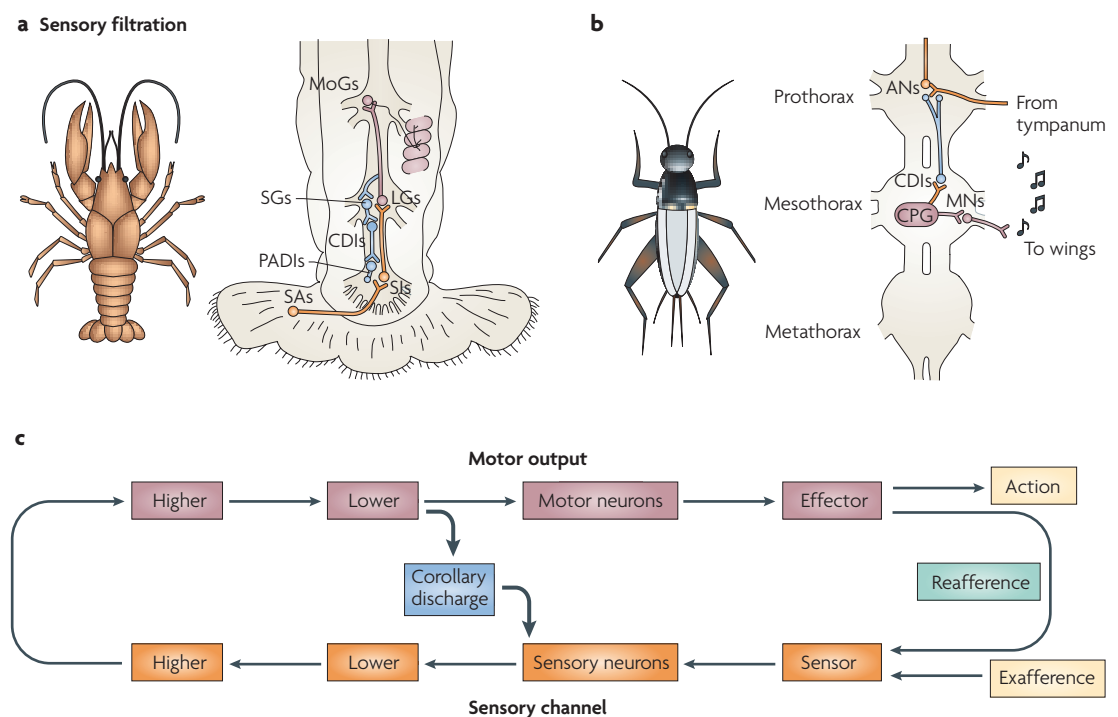 a Sensory filtration
MoGs
SGs
LGs
CDIs
PADIs
SAs
SIs
b
Prothorax
ANs
From
tympanum
CDIs
Mesothorax
MNs
CPG
To wings
Metathorax
c
Motor output
Higher
Lower
Motor neurons
Effector
Action
Corollary
discharge
Reafference
Higher
Lower
Sensory neurons
Sensor
Exafference
Sensory channel